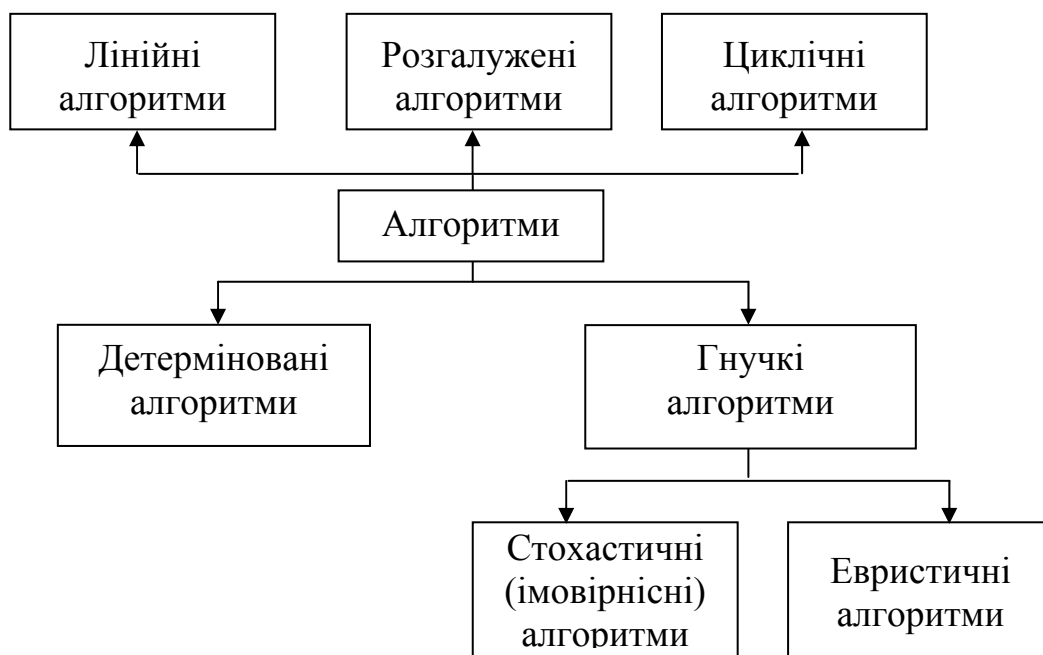 Лінійні
алгоритми
Розгалужені
алгоритми
Циклічні
алгоритми
Алгоритми
Детерміновані
алгоритми
Гнучкі
алгоритми
Стохастичні
(імовірнісні)
алгоритми
Евристичні
алгоритми